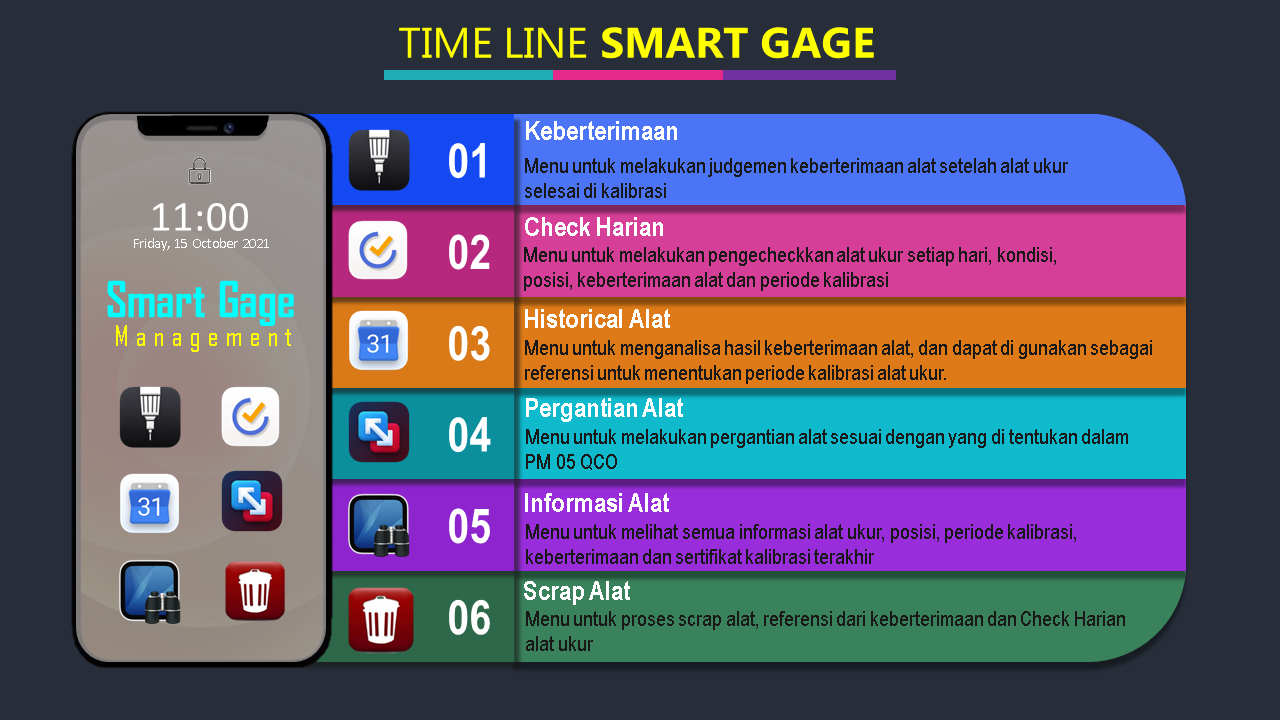 TIME LINE SMART GAGE
11:00
Friday, 15 October 2021
Smart Gage
Management
31
01
Keberterimaan
Menu untuk melakukan judgemen keberterimaan alat setelah alat ukur
selesai di kalibrasi
02
Check Harian
Menu untuk melakukan pengecheckkan alat ukur setiap hari, kondisi,
posisi, keberterimaan alat dan periode kalibrasi
31
03
Historical Alat
Menu untuk menganalisa hasil keberterimaan alat, dan dapat di gunakan sebagai
referensi untuk menentukan periode kalibrasi alat ukur.
04
Pergantian Alat
Menu untuk melakukan pergantian alat sesuai dengan yang di tentukan dalam
PM 05 QCO
05
Informasi Alat
Menu untuk melihat semua informasi alat ukur, posisi, periode kalibrasi,
keberterimaan dan sertifikat kalibrasi terakhir
06
Scrap Alat
Menu untuk proses scrap alat, referensi dari keberterimaan dan Check Harian
alat ukur